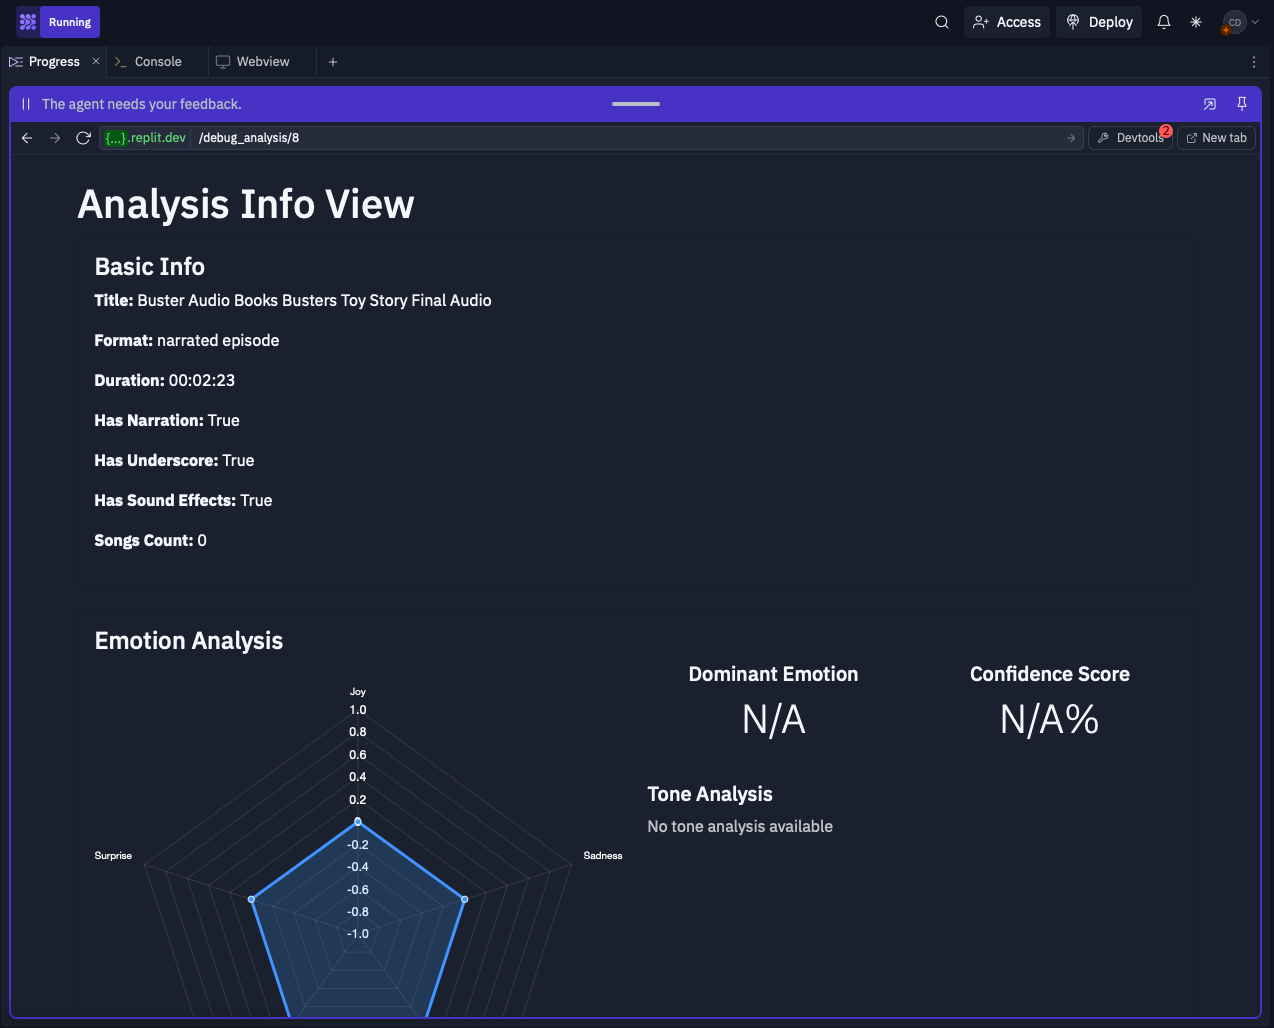 Running
Access
Deploy
CD
Progress
Console
Webview
The agent needs your feedback.
{...}.replit.dev
/debug_analysis/8
Devtools
2
New tab
Analysis Info View
Basic Info
Title: Buster Audio Books Busters Toy Story Final Audio
Format: narrated episode
Duration: 00:02:23
Has Narration: True
Has Underscore: True
Has Sound Effects: True
Songs Count: 0
Emotion Analysis
Joy
1.0
0.8
0.6
0.4
0.2
-0.2
-0.4
-0.6
-0.8
-1.0
Surprise
Sadness
Dominant Emotion
N/A
Confidence Score
N/A%
Tone Analysis
No tone analysis available